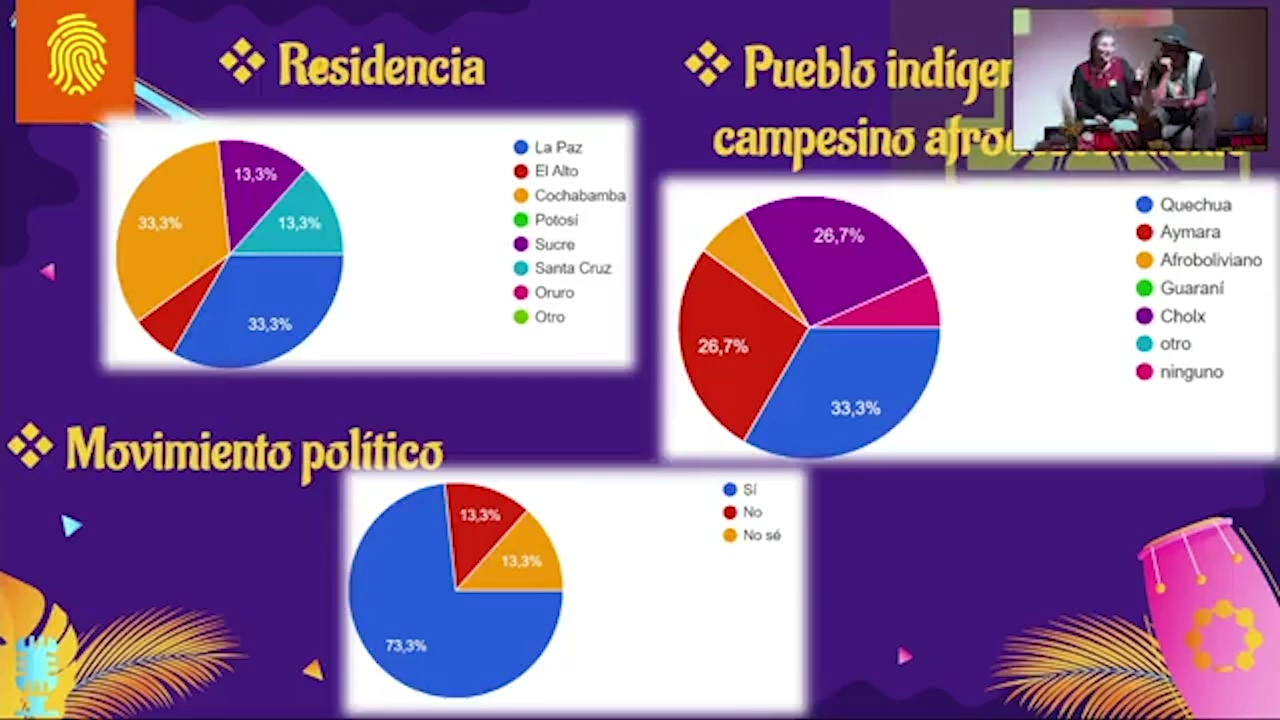 Residencia
La Paz
El Alto
Cochabamba
Potosí
Sucre
Santa Cruz
Oruro
Otro
13,3%
13,3%
33,3%
33,3%
Pueblo
campesino
Quechua
Aymara
Afroboliviano
Guaraní
Cholx
otro
ninguno
26,7%
26,7%
33,3%
Movimiento político
Sí
No
No sé
13,3%
13,3%
73,3%